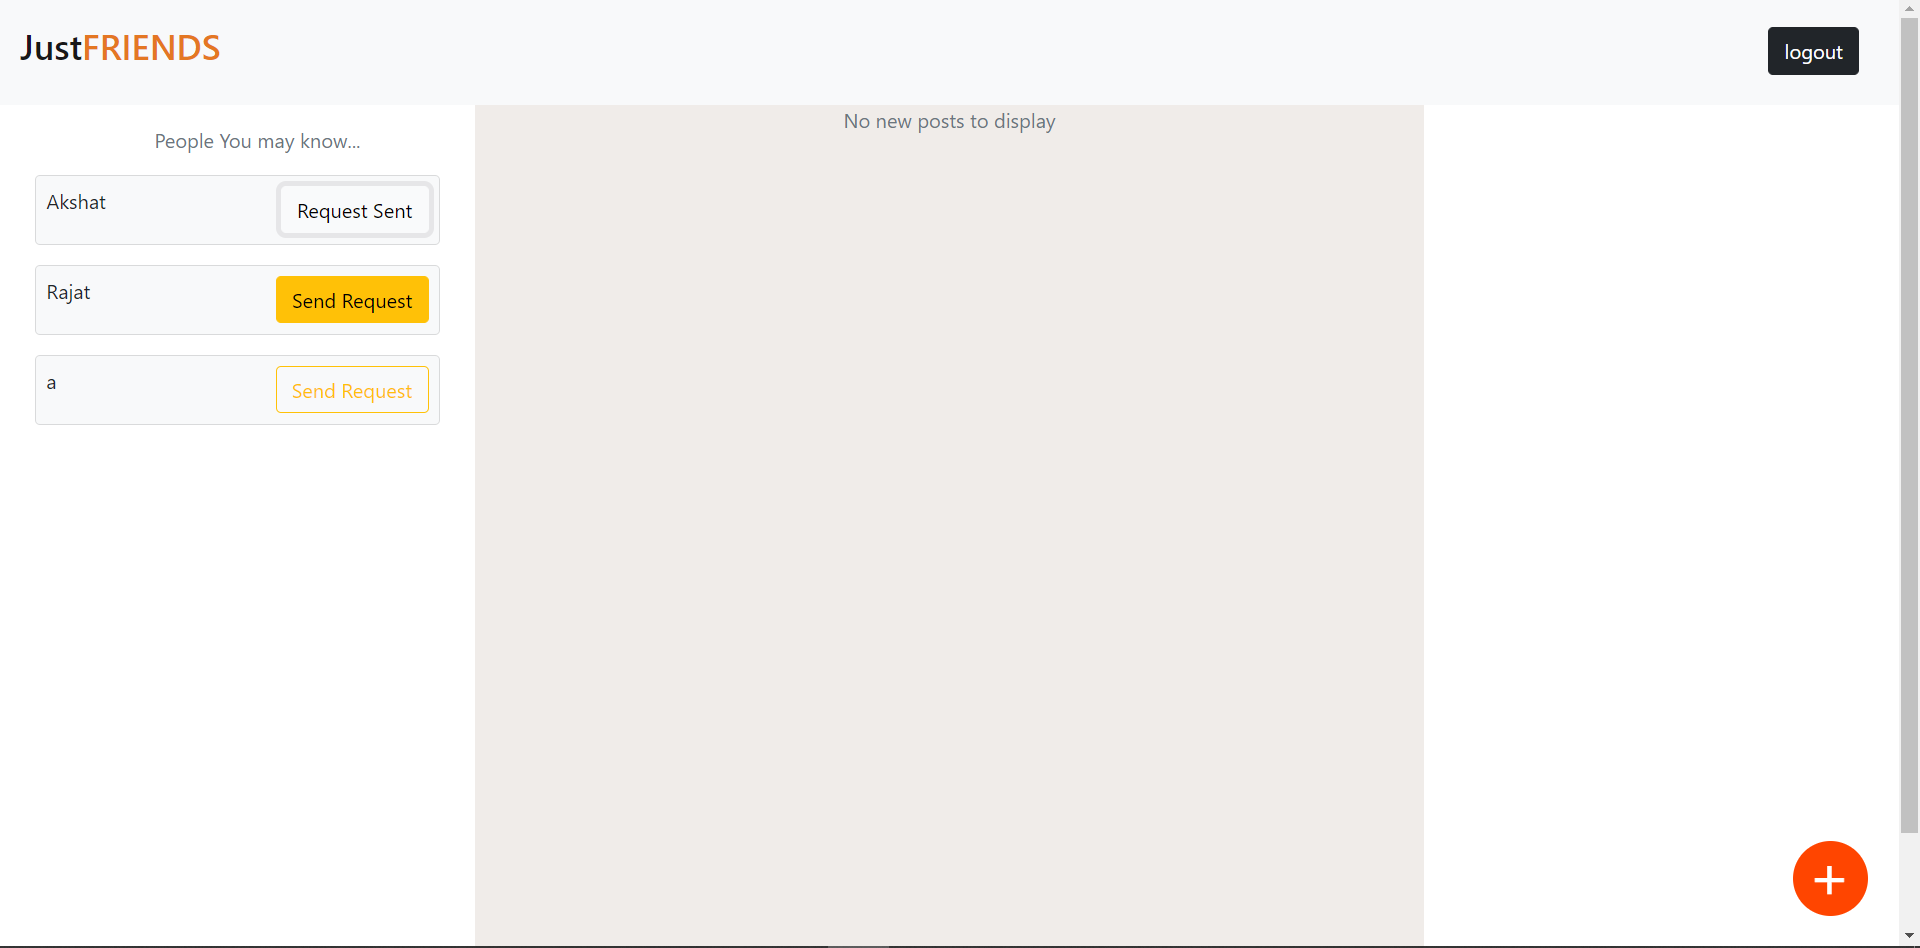 JustFRIENDS
logout
People You may know...
Akshat
Request Sent
Rajat
Send Request
a
Send Request
No new posts to display
+